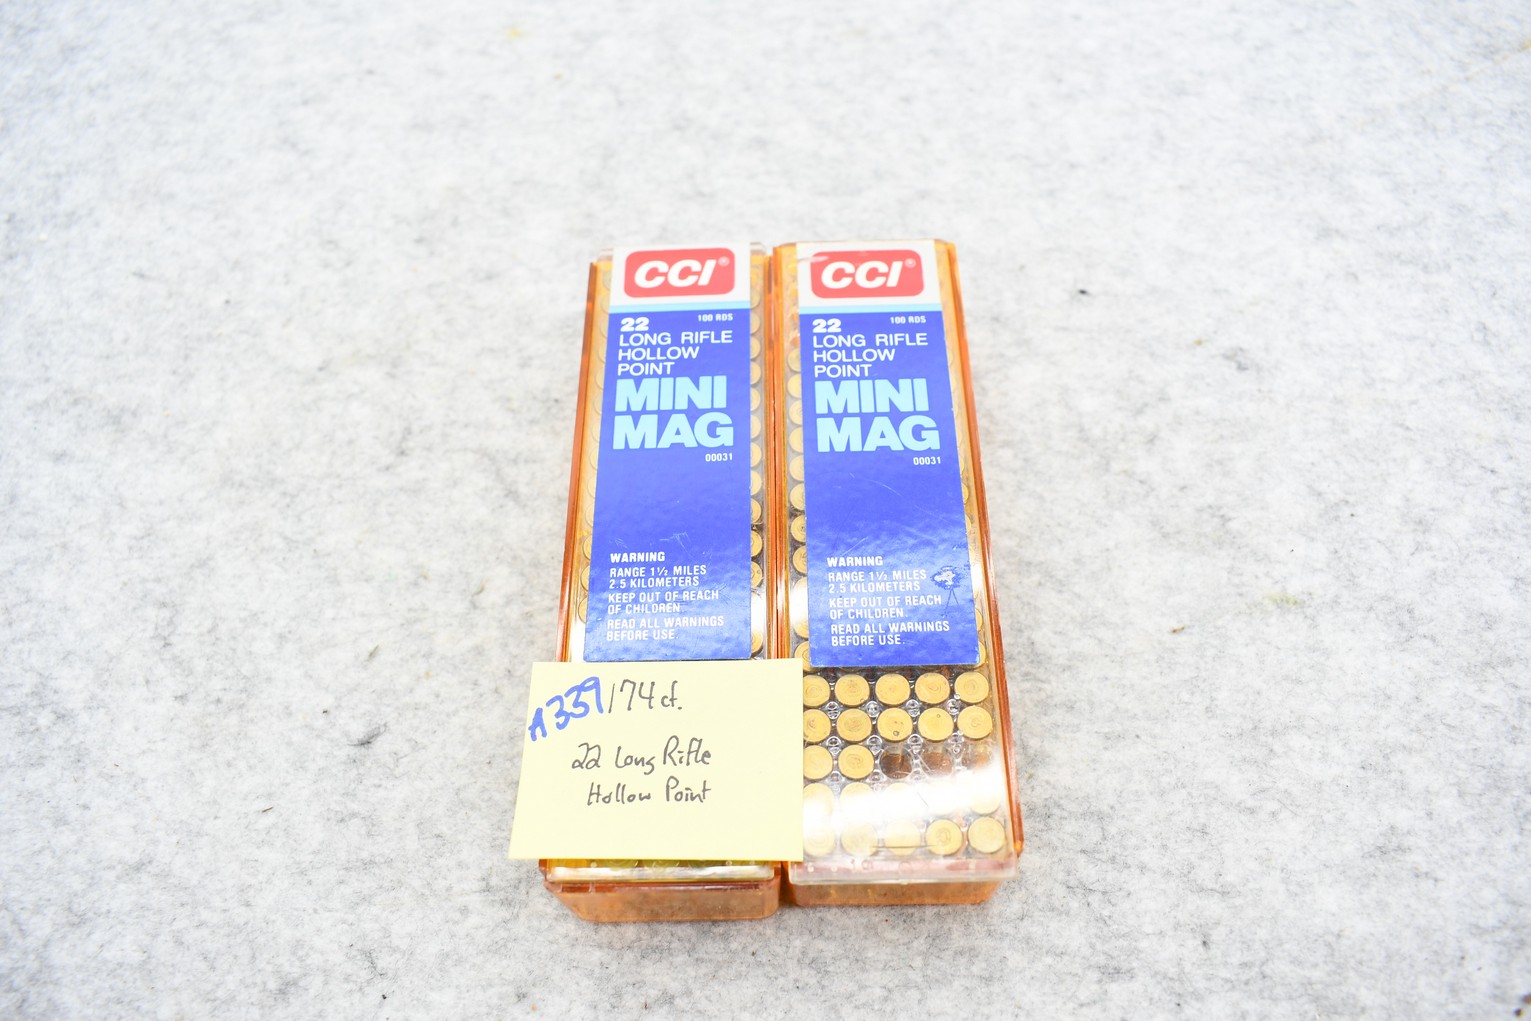 CCI®
22 100 RDS
LONG RIFLE
HOLLOW
POINT
MINI
MAG
00031
WARNING
RANGE 1½ MILES
2.5 KILOMETERS
KEEP OUT OF REACH
OF CHILDREN.
READ ALL WARNINGS
BEFORE USE
CCI®
22 100 RDS
LONG RIFLE
HOLLOW
POINT
MINI
MAG
00031
WARNING
RANGE 1½ MILES
2.5 KILOMETERS
KEEP OUT OF REACH
OF CHILDREN.
READ ALL WARNINGS
BEFORE USE.
A339 174 ct.
22 Long Rifle
Hollow Point